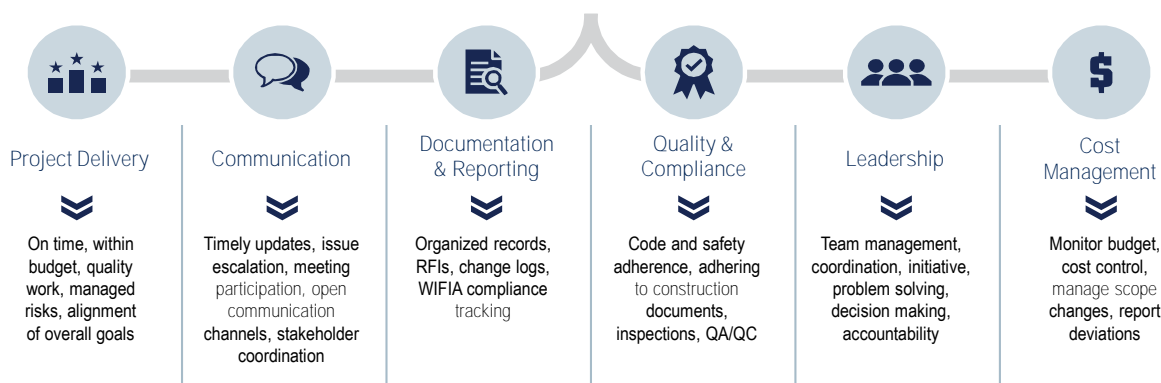 Project Delivery
On time, within
budget, quality
work, managed
risks, alignment
of overall goals
Communication
Timely updates, issue
escalation, meeting
participation, open
communication
channels, stakeholder
coordination
Documentation
& Reporting
Organized records,
RFIs, change logs,
WIFIA compliance
tracking
Quality &
Compliance
Code and safety
adherence, adhering
to construction
documents,
inspections, QA/QC
Leadership
Team management,
coordination, initiative,
problem solving,
decision making,
accountability
$
Cost
Management
Monitor budget,
cost control,
manage scope
changes, report
deviations